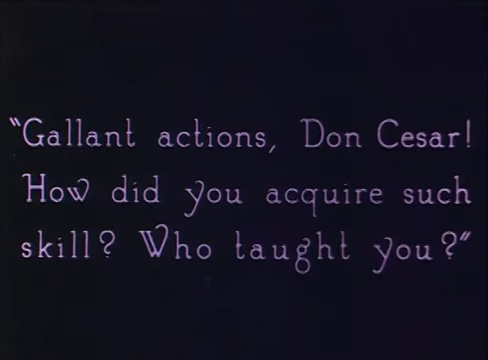 "Gallant actions, Don Cesar!
How did you acquire such
skill? Who taught you?"